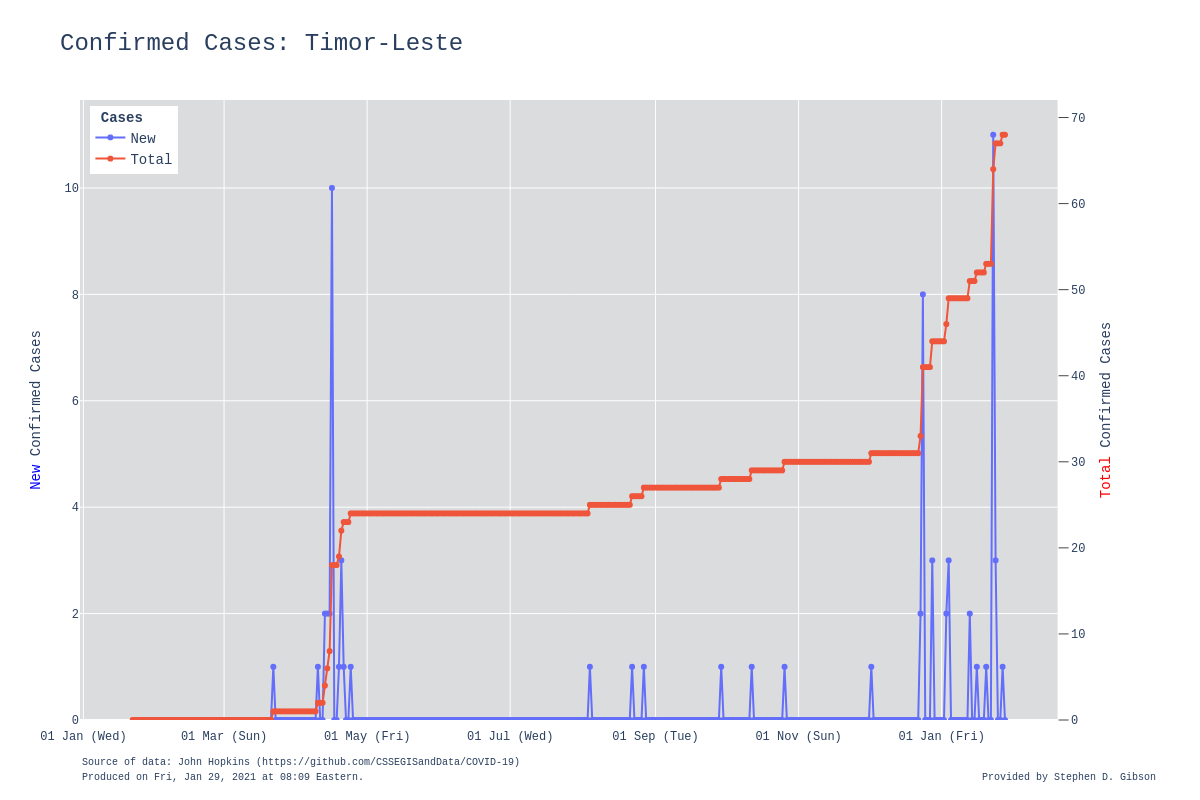 Confirmed Cases: Timor-Leste
Cases
New
Total
10
8
6
4
2
0
New Confirmed Cases
70
60
50
40
30
20
10
0
Total Confirmed Cases
01 Jan (Wed)
01 Mar (Sun)
01 May (Fri)
01 Jul (Wed)
01 Sep (Tue)
01 Nov (Sun)
01 Jan (Fri)
Source of data: John Hopkins (https://github.com/CSSEGISandData/COVID-19)
Produced on Fri, Jan 29, 2021 at 08:09 Eastern.
Provided by Stephen D. Gibson